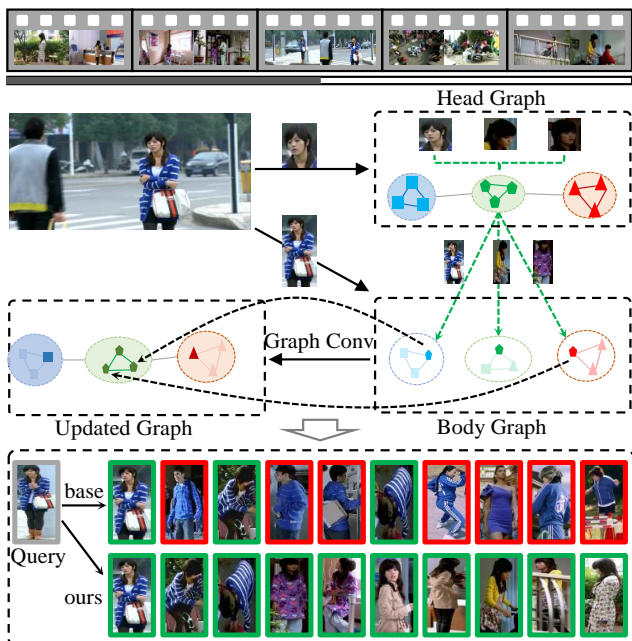 Head Graph
Graph Conv
Updated Graph
Body Graph
base
Query
ours